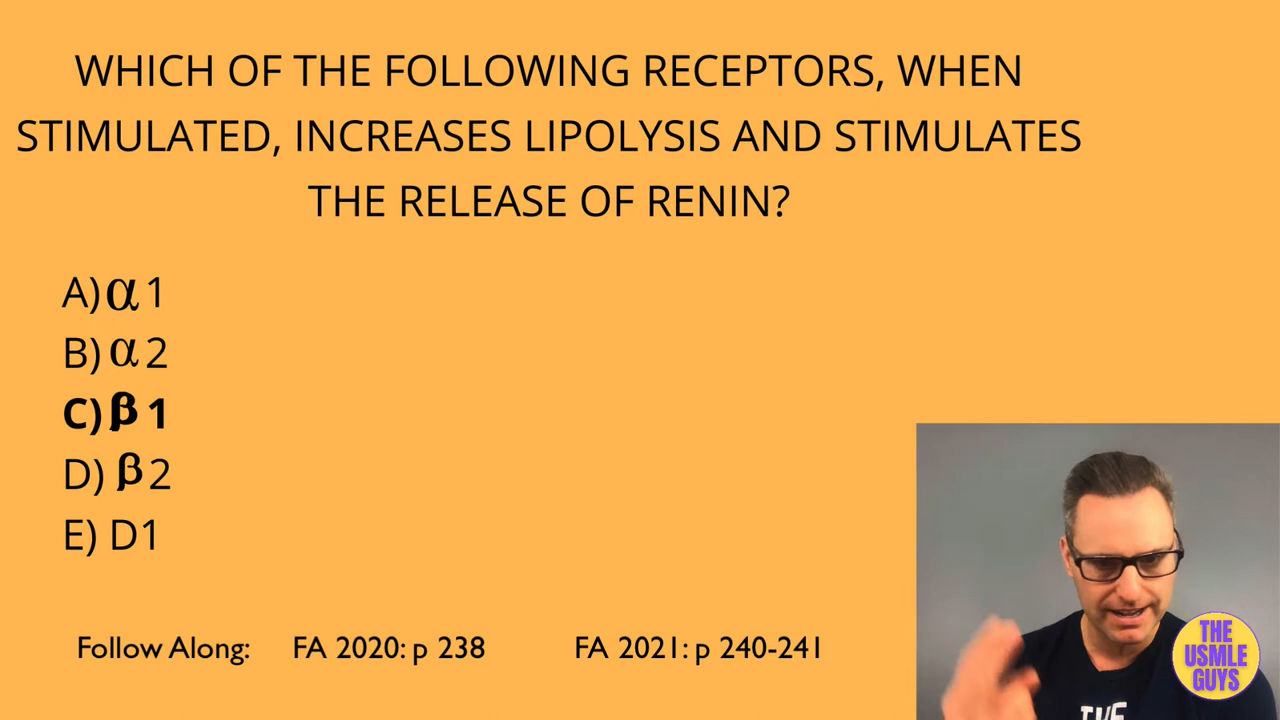 WHICH OF THE FOLLOWING RECEPTORS, WHEN
STIMULATED, INCREASES LIPOLYSIS AND STIMULATES
THE RELEASE OF RENIN?
A) α1
B) α2
C) β1
D) β2
E) D1
Follow Along: FA 2020: p 238 FA 2021: p 240-241
THE
USMLE
GUYS
THE